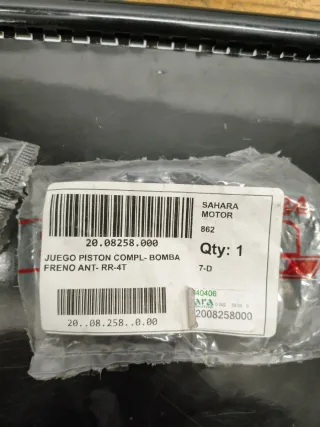 20.08258.000
JUEGO PISTON COMPL- BOMBA
FRENO ANT- RR-4T
20..08.258..0.00
SAHARA
MOTOR
862
Qty: 1
7-D
040406
2008258000